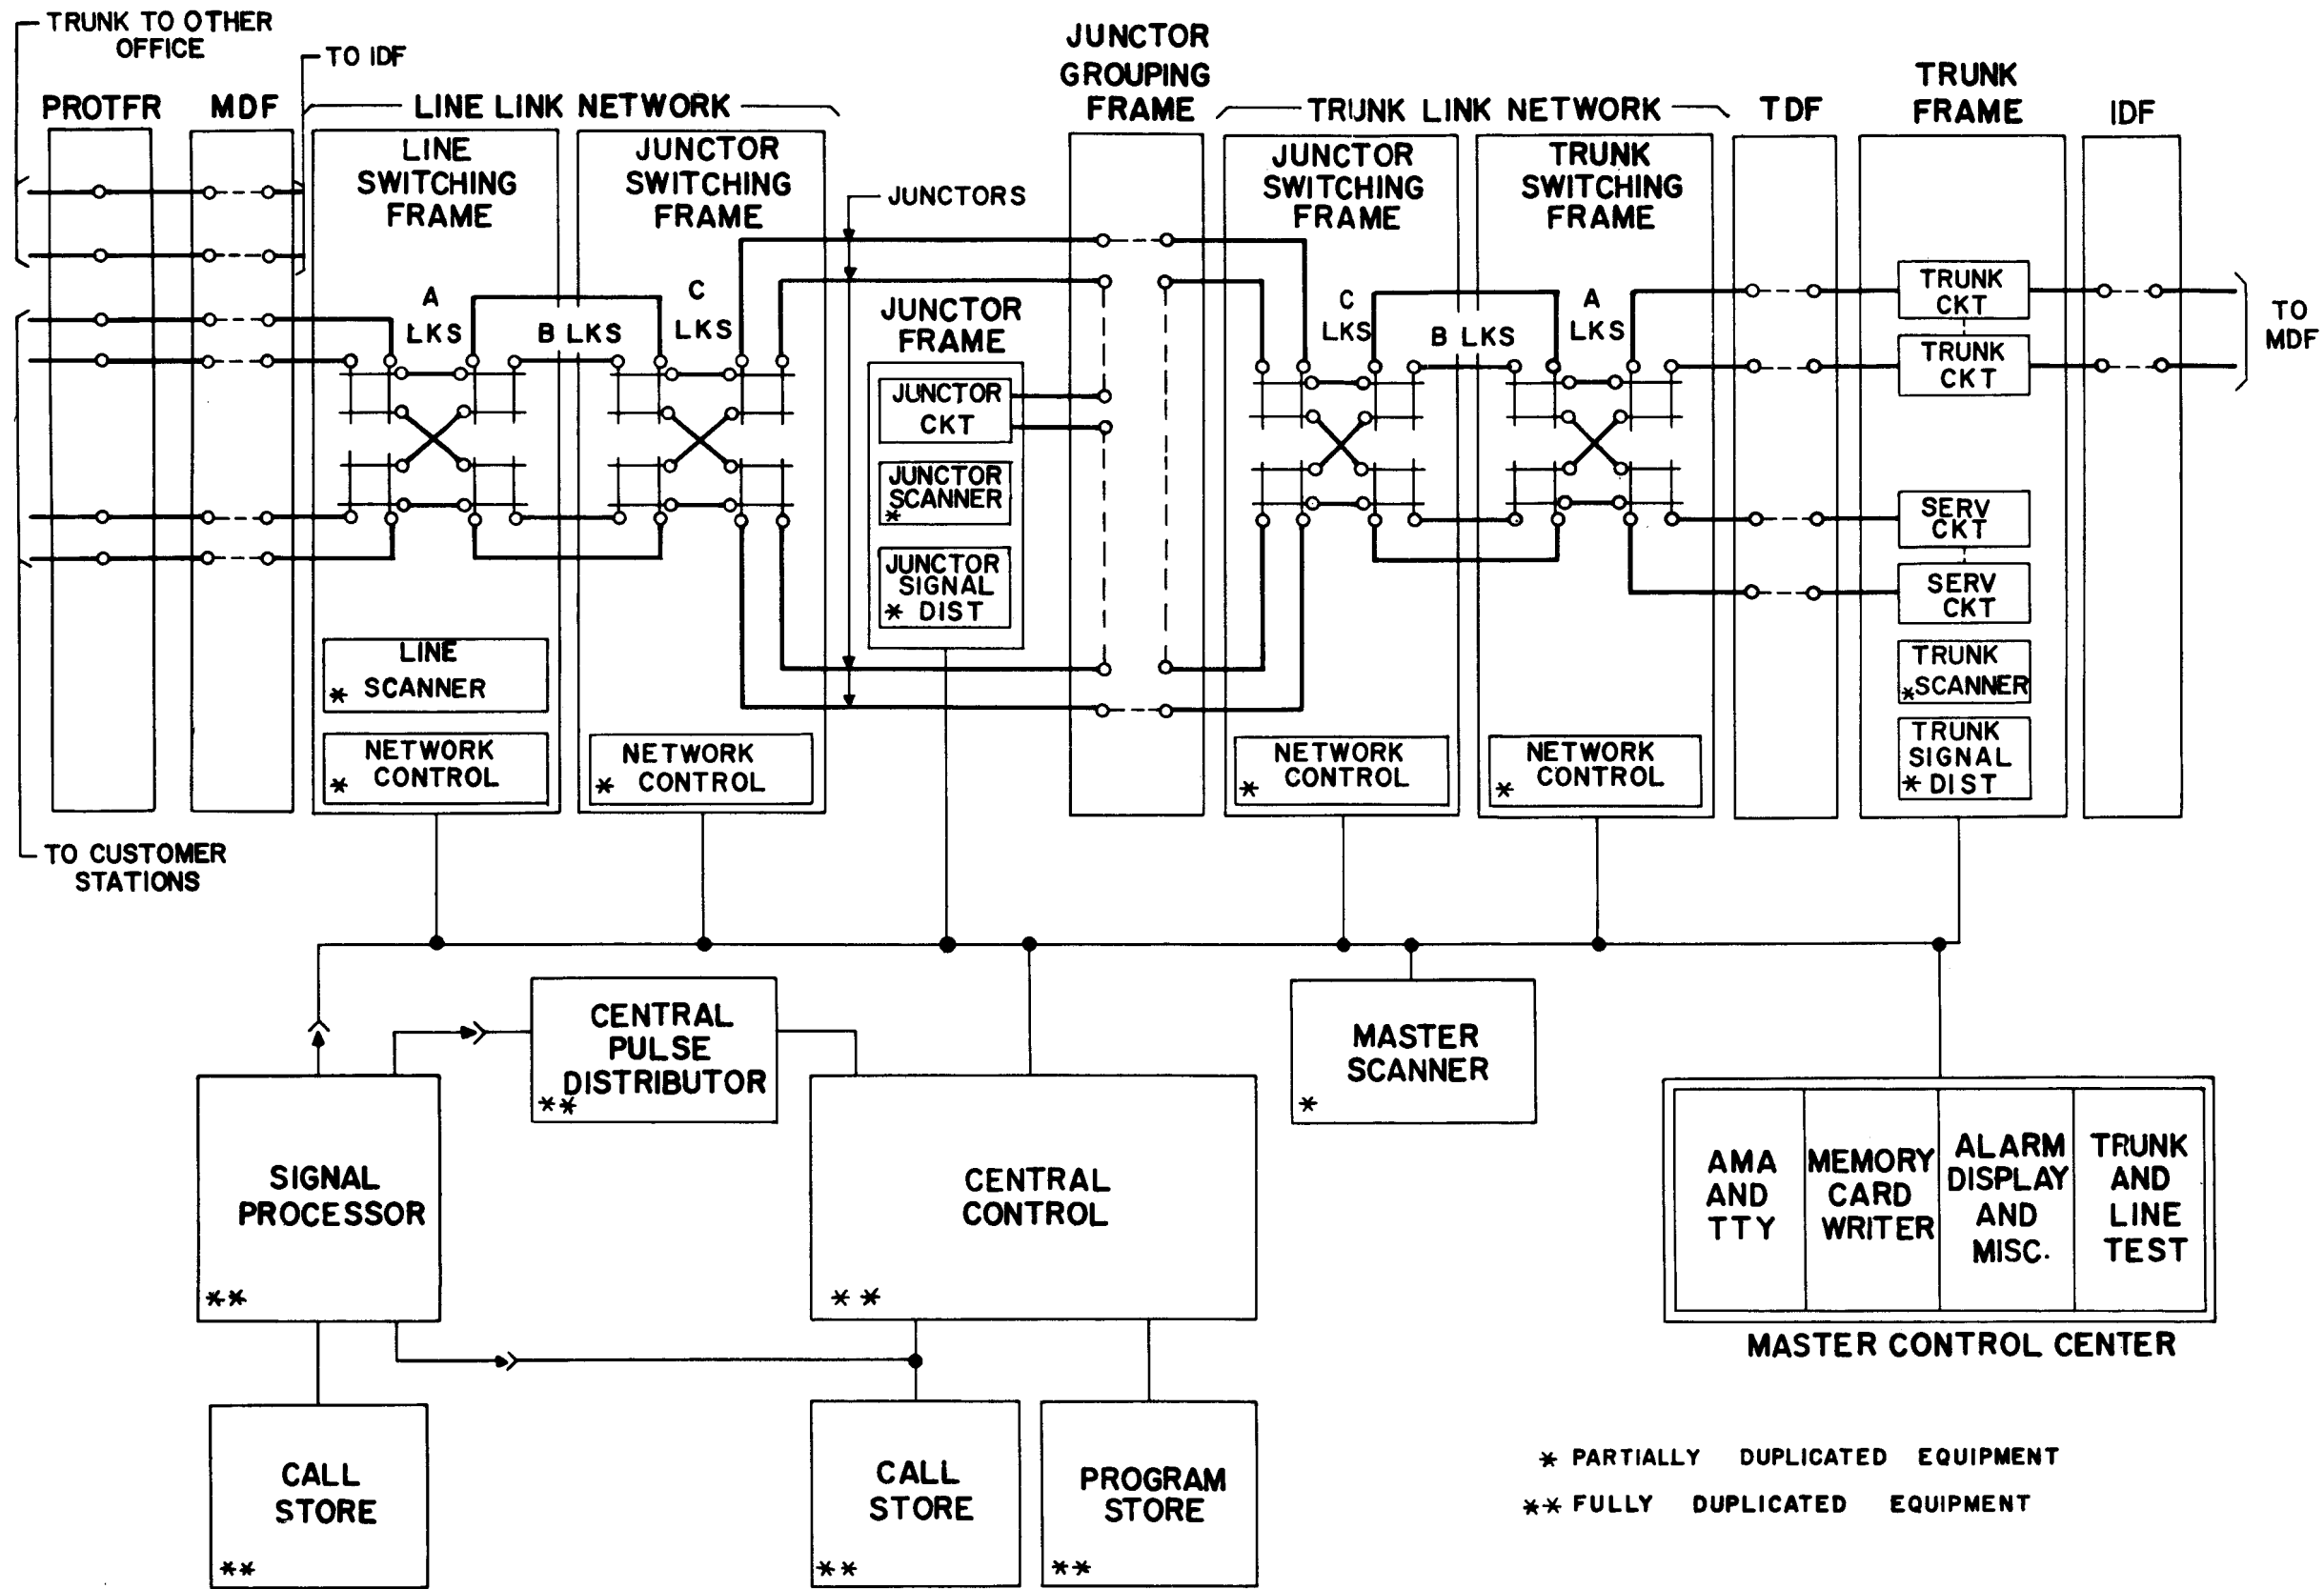 TRUNK TO OTHER
OFFICE
TO IDF
PROTFR
MDF
LINE LINK NETWORK
JUNCTOR
GROUPING
FRAME
TRUNK LINK NETWORK
TDF
TRUNK
FRAME
IDF
LINE
SWITCHING
FRAME
JUNCTOR
SWITCHING
FRAME
JUNCTORS
JUNCTOR
SWITCHING
FRAME
TRUNK
SWITCHING
FRAME
A
LKS
B LKS
C
LKS
JUNCTOR
FRAME
JUNCTOR
CKT
JUNCTOR
SCANNER
*
JUNCTOR
SIGNAL
* DIST
C
LKS
B LKS
A
LKS
TRUNK
CKT
TRUNK
CKT
TO
MDF
SERV
CKT
SERV
CKT
TRUNK
*SCANNER
TRUNK
SIGNAL
* DIST
LINE
* SCANNER
NETWORK
* CONTROL
NETWORK
* CONTROL
NETWORK
* CONTROL
NETWORK
* CONTROL
TO CUSTOMER
STATIONS
CENTRAL
PULSE
DISTRIBUTOR
**
MASTER
SCANNER
*
SIGNAL
PROCESSOR
**
CENTRAL
CONTROL
**
AMA
AND
TTY
MEMORY
CARD
WRITER
ALARM
DISPLAY
AND
MISC.
TRUNK
AND
LINE
TEST
MASTER CONTROL CENTER
CALL
STORE
**
CALL
STORE
**
PROGRAM
STORE
**
* PARTIALLY DUPLICATED EQUIPMENT
** FULLY DUPLICATED EQUIPMENT